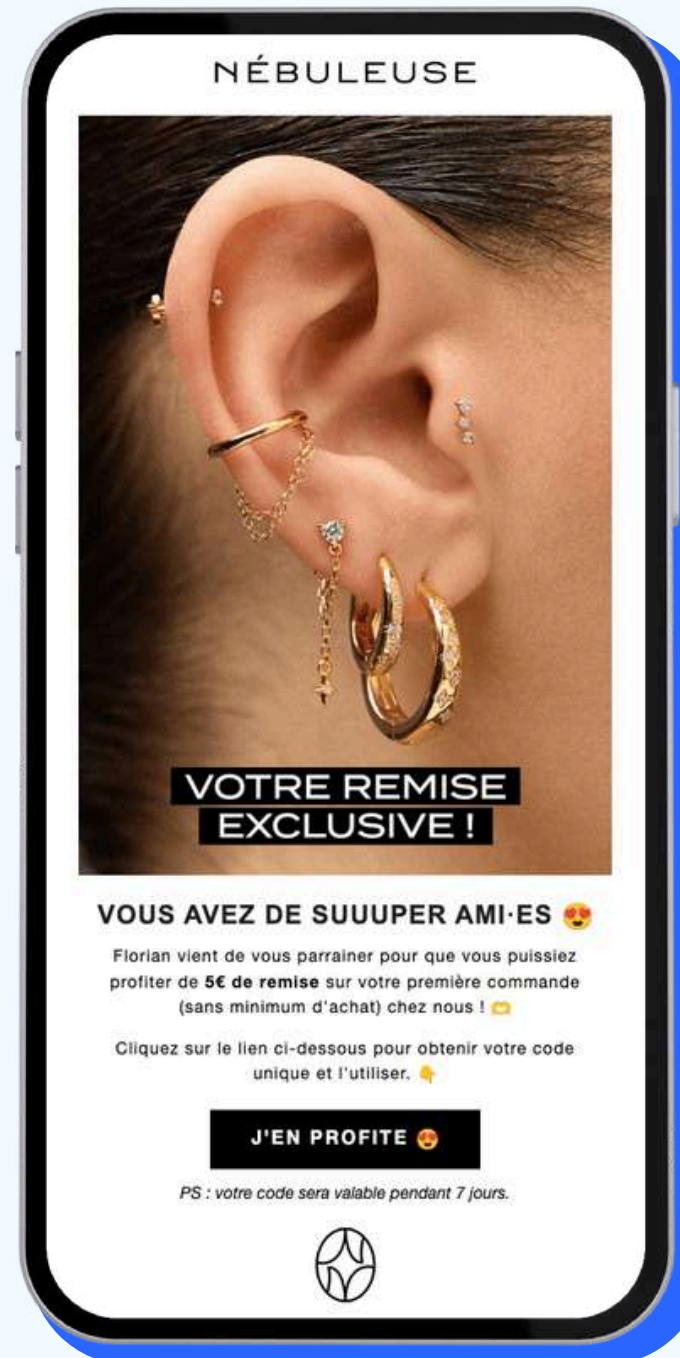 NÉBULEUSE
VOTRE REMISE
EXCLUSIVE !
VOUS AVEZ DE SUUUPER AMI·ES 😍
Florian vient de vous parrainer pour que vous puissiez
profiter de 5€ de remise sur votre première commande
(sans minimum d'achat) chez nous ! 🫶
Cliquez sur le lien ci-dessous pour obtenir votre code
unique et l'utiliser. 👇
J'EN PROFITE 😍
PS : votre code sera valable pendant 7 jours.